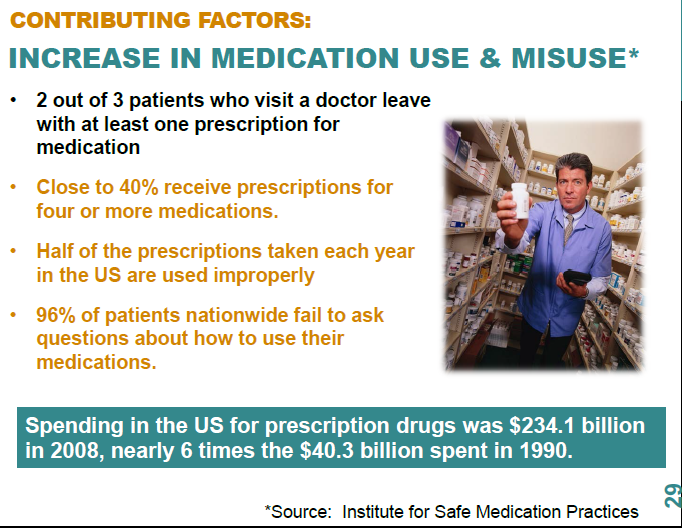 CONTRIBUTING FACTORS:
INCREASE IN MEDICATION USE & MISUSE*
• 2 out of 3 patients who visit a doctor leave
with at least one prescription for
medication
• Close to 40% receive prescriptions for
four or more medications.
• Half of the prescriptions taken each year
in the US are used improperly
• 96% of patients nationwide fail to ask
questions about how to use their
medications.
Spending in the US for prescription drugs was $234.1 billion
in 2008, nearly 6 times the $40.3 billion spent in 1990.
29
*Source: Institute for Safe Medication Practices